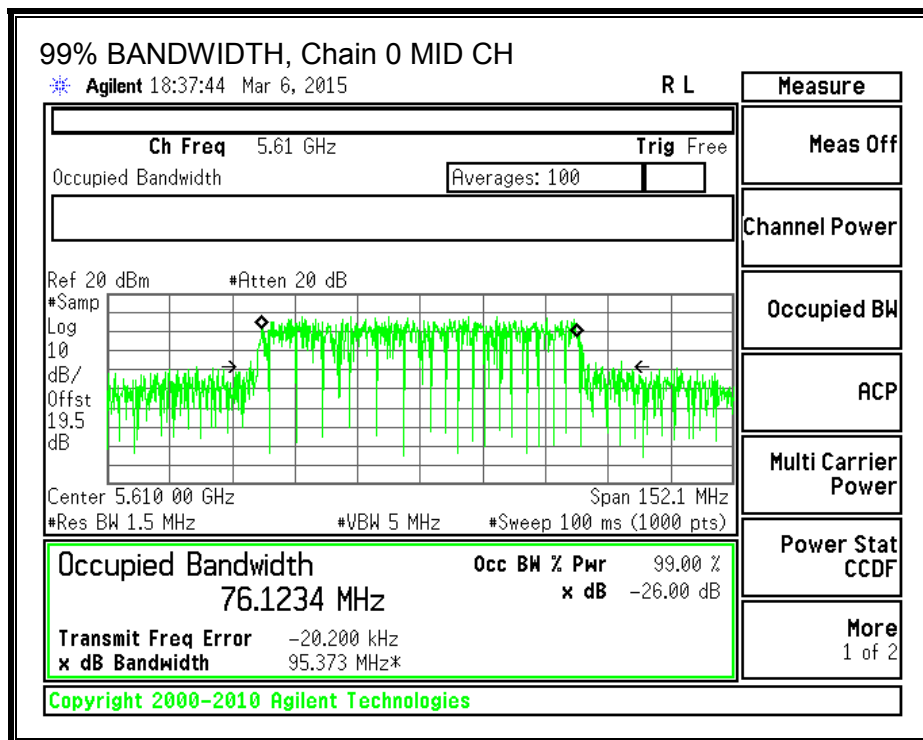 99% BANDWIDTH, Chain 0 MID CH
Agilent 18:37:44 Mar 6, 2015 R L
Measure
Ch Freq 5.61 GHz Trig Free
Meas Off
Occupied Bandwidth Averages: 100
Channel Power
Ref 20 dBm #Atten 20 dB
#Samp
Log
10
dB/
Offst
19.5
dB
Occupied BW
ACP
Center 5.610 00 GHz Span 152.1 MHz
#Res BW 1.5 MHz #VBW 5 MHz #Sweep 100 ms (1000 pts)
Multi Carrier
Power
Occupied Bandwidth Occ BW % Pwr 99.00 %
76.1234 MHz x dB -26.00 dB
Power Stat
CCDF
Transmit Freq Error -20.200 kHz
x dB Bandwidth 95.373 MHz*
More
1 of 2
Copyright 2000-2010 Agilent Technologies